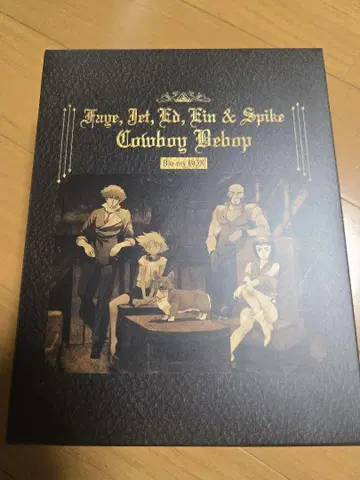 Faye, Jet, Ed, Ein & Spike
Cowboy Bebop
Blu-ray BOX